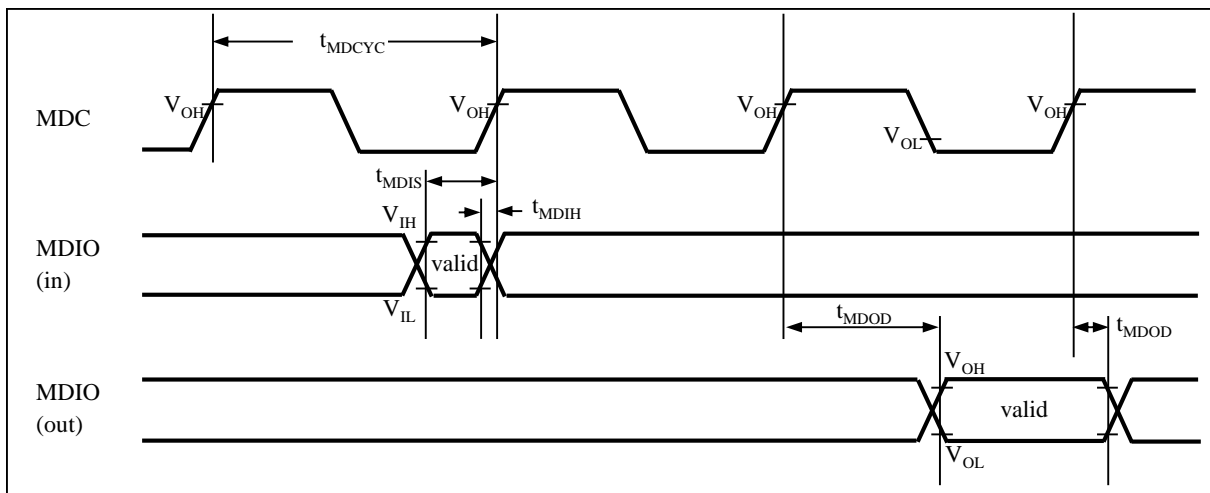 tMDCYC
MDC
VOH
VOH
VOH
VOL
VOH
tMDIS
tMDIH
VIH
MDIO
(in)
valid
VIL
tMDOD
tMDOD
MDIO
(out)
VOH
valid
VOL